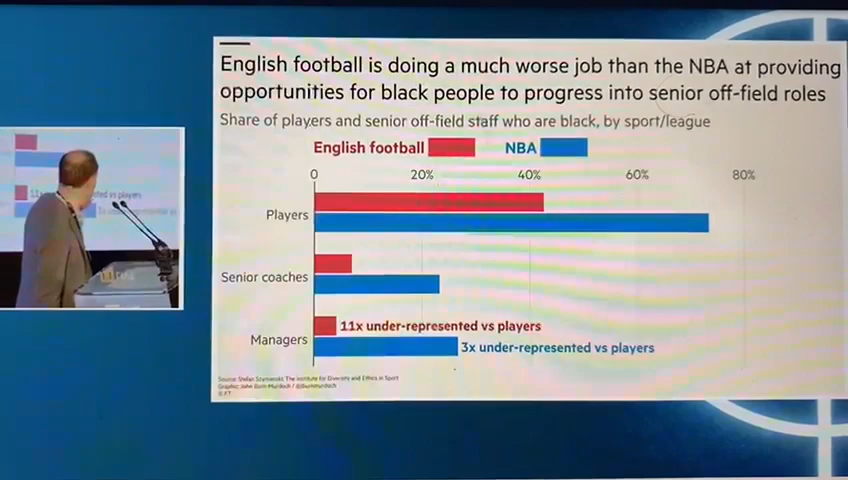 English football is doing a much worse job than the NBA at providing
opportunities for black people to progress into senior off-field roles
Share of players and senior off-field staff who are black, by sport/league
English football NBA
0 20% 40% 60% 80%
Players
Senior coaches
Managers
11x under-represented vs players
3x under-represented vs players
Source: Stefan Szymanski; The Institute for Diversity and Ethics in Sport
Graphic: John Burn-Murdoch / @jburnmurdoch
© FT